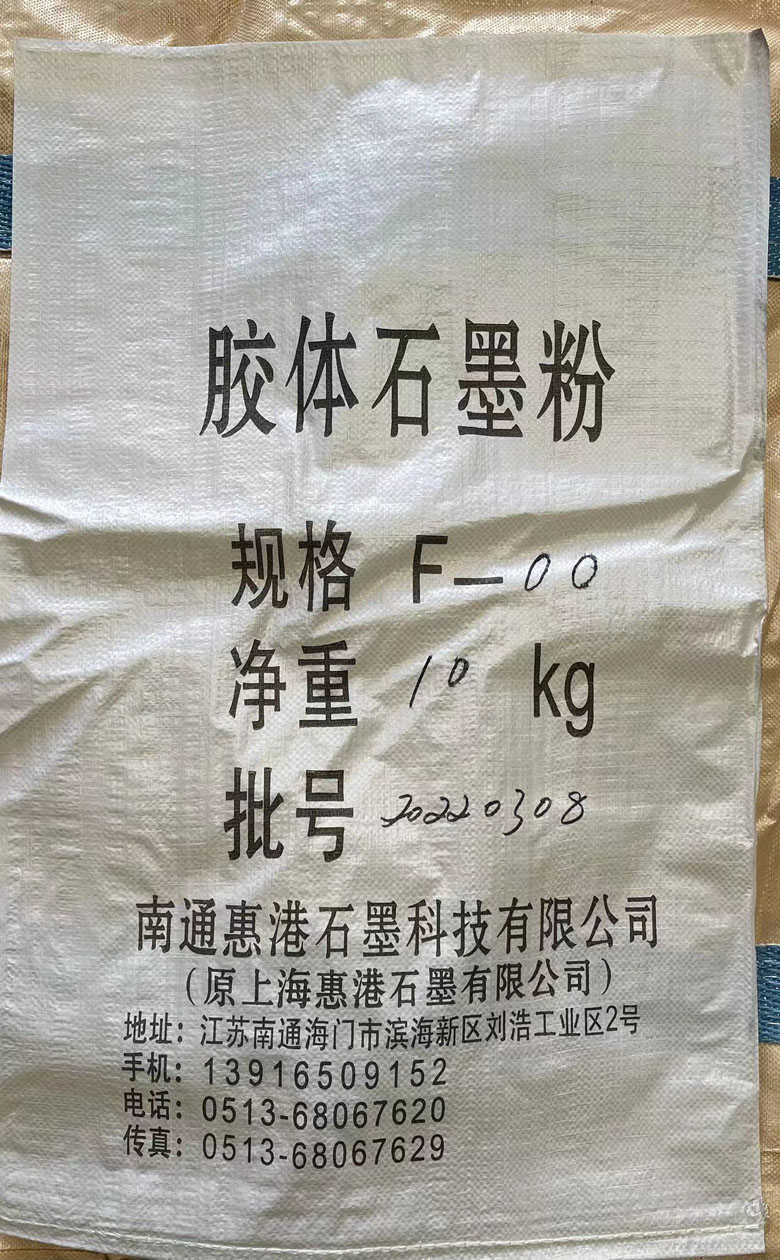 胶体石墨粉
规格 F—00
净重 10 kg
批号 20220308
南通惠港石墨科技有限公司
（原上海惠港石墨有限公司）
地址：江苏南通海门市滨海新区刘浩工业区2号
手机：13916509152
电话：0513-68067620
传真：0513-68067629